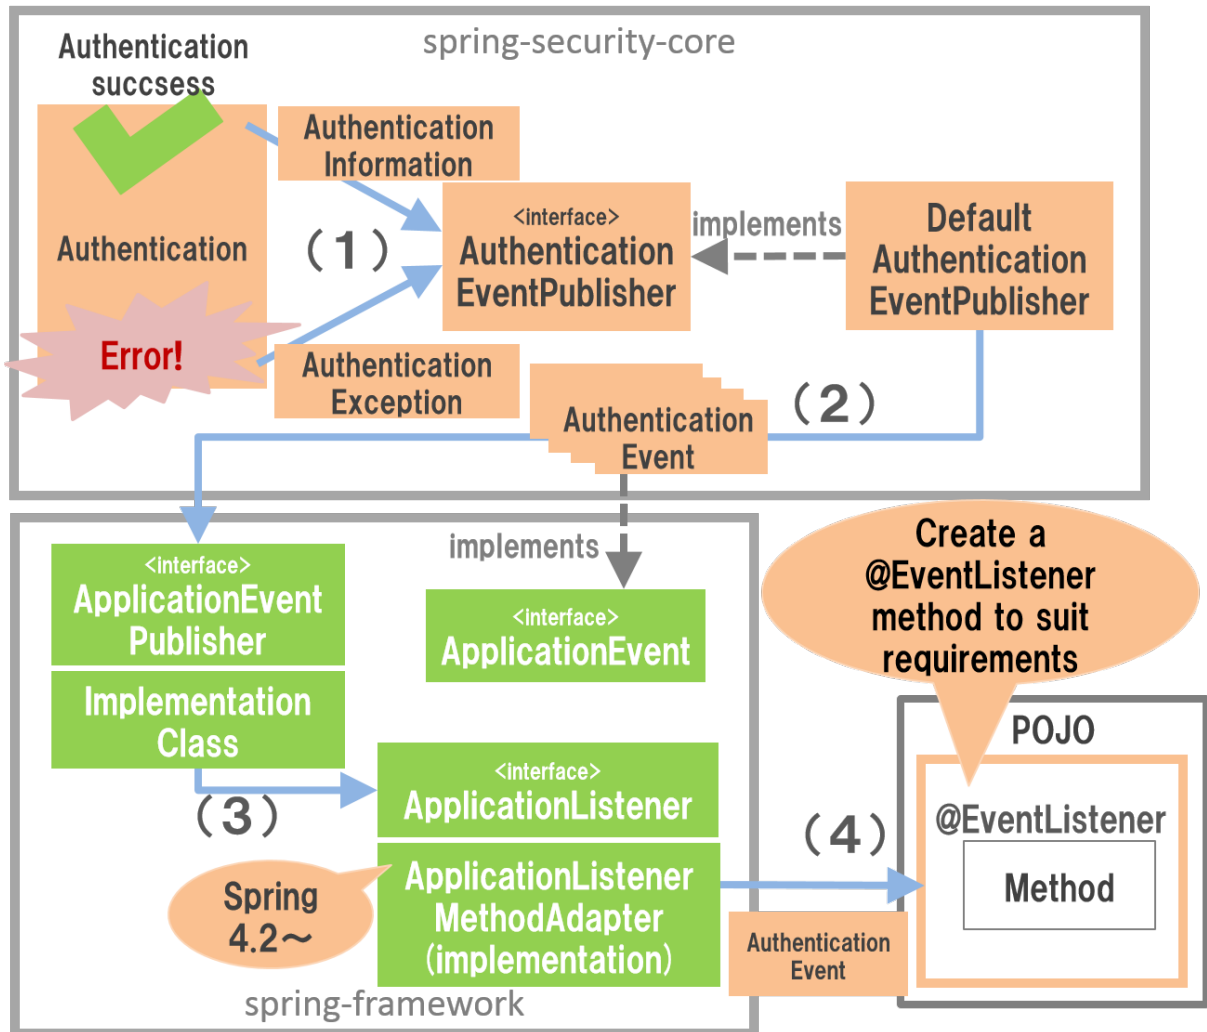 spring-security-core
Authentication
succsess
Authentication
Information
Authentication
(1)
Error!
Authentication
Exception
<interface>
Authentication
EventPublisher
implements
Default
Authentication
EventPublisher
(2)
Authentication
Event
implements
<interface>
ApplicationEvent
Publisher
Implementation
Class
<interface>
ApplicationEvent
(3)
<interface>
ApplicationListener
ApplicationListener
MethodAdapter
(implementation)
Spring
4.2～
spring-framework
(4)
Authentication
Event
Create a
@EventListener
method to suit
requirements
POJO
@EventListener
Method